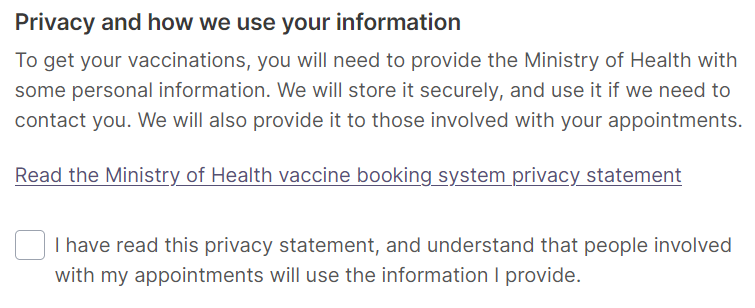 Privacy and how we use your information
To get your vaccinations, you will need to provide the Ministry of Health with
some personal information. We will store it securely, and use it if we need to
contact you. We will also provide it to those involved with your appointments.
Read the Ministry of Health vaccine booking system privacy statement
I have read this privacy statement, and understand that people involved
with my appointments will use the information I provide.